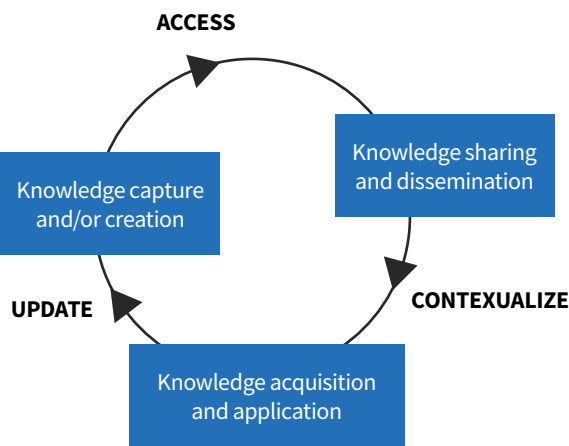 ACCESS
Knowledge sharing
and dissemination
Knowledge capture
and/or creation
CONTEXUALIZE
UPDATE
Knowledge acquisition
and application